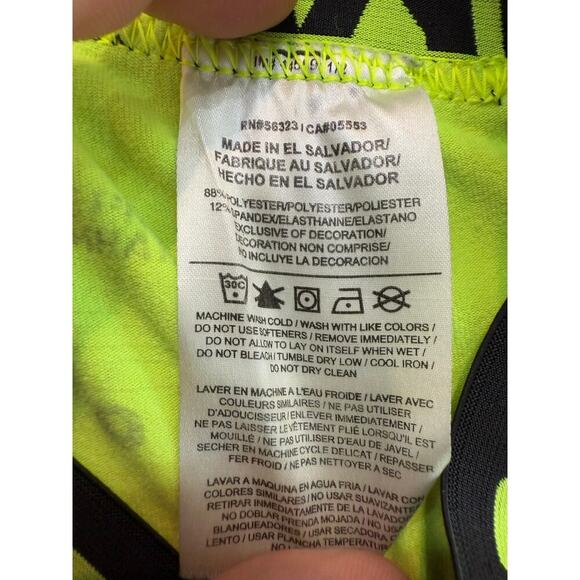 RN#56323 | CA#05553
MADE IN EL SALVADOR/
FABRIQUE AU SALVADOR/
HECHO EN EL SALVADOR
88% POLYESTER/POLYESTER/POLIESTER
12% SPANDEX/ELASTHANNE/ELASTANO
EXCLUSIVE OF DECORATION/
DECORATION NON COMPRISE/
NO INCLUYE LA DECORACION
30C
MACHINE WASH COLD / WASH WITH LIKE COLORS /
DO NOT USE SOFTENERS / REMOVE IMMEDIATELY /
DO NOT ALLOW TO LAY ON ITSELF WHEN WET /
DO NOT BLEACH/TUMBLE DRY LOW / COOL IRON /
DO NOT DRY CLEAN
LAVER EN MACHINE A L'EAU FROIDE / LAVER AVEC
COULEURS SIMILAIRES / NE PAS UTILISER
D'ADOUCISSEUR/ENLEVER IMMEDIATEMENT /
NE PAS LAISSER LE VÊTEMENT PLIÉ LORSQU'IL EST
MOUILLÉ / NE PAS UTILISER D'EAU DE JAVEL /
SECHER EN MACHINE CYCLE DELICAT / REPASSER
FER FROID / NE PAS NETTOYER A SEC
LAVAR A MAQUINA EN AGUA FRIA / LAVAR CON
COLORES SIMILARES / NO USAR SUAVIZANTE/
RETIRAR INMEDIATAMENTE DE LA LAVADOR
NO DOBLAR PRENDA MOJADA / NO USAR
BLANQUEADORES / USAR SECADORA
LENTO / USAR PLANCHA TEMPERATUR